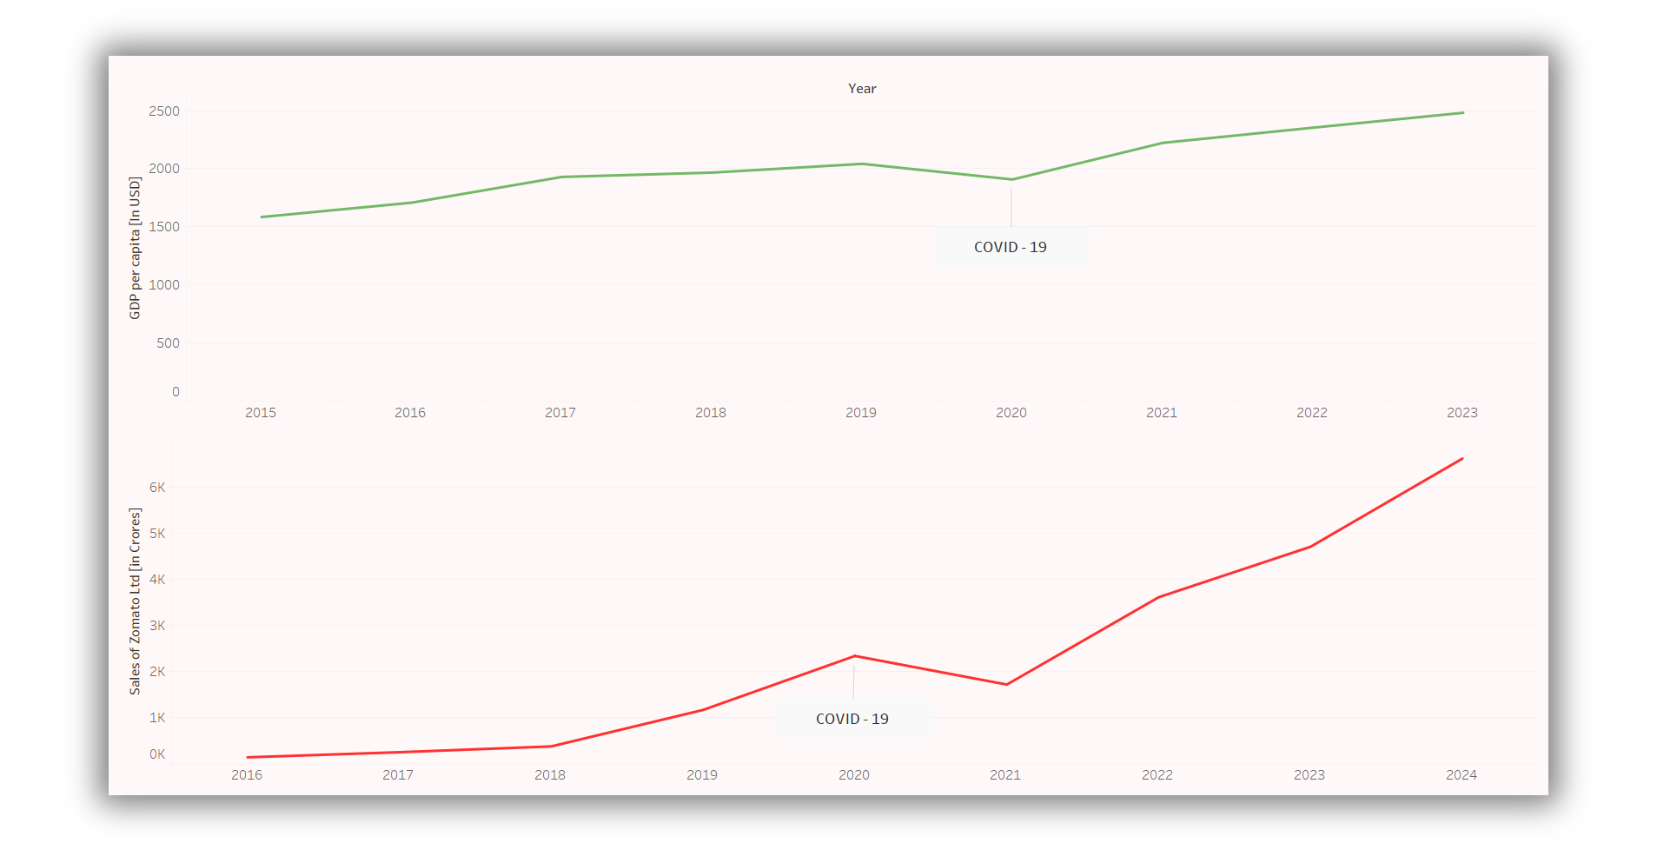 Year
GDP per capita [In USD]
2500
2000
1500
1000
500
0
COVID - 19
2015 2016 2017 2018 2019 2020 2021 2022 2023
Sales of Zomato Ltd [in Crores]
6K
5K
4K
3K
2K
1K
0K
COVID - 19
2016 2017 2018 2019 2020 2021 2022 2023 2024